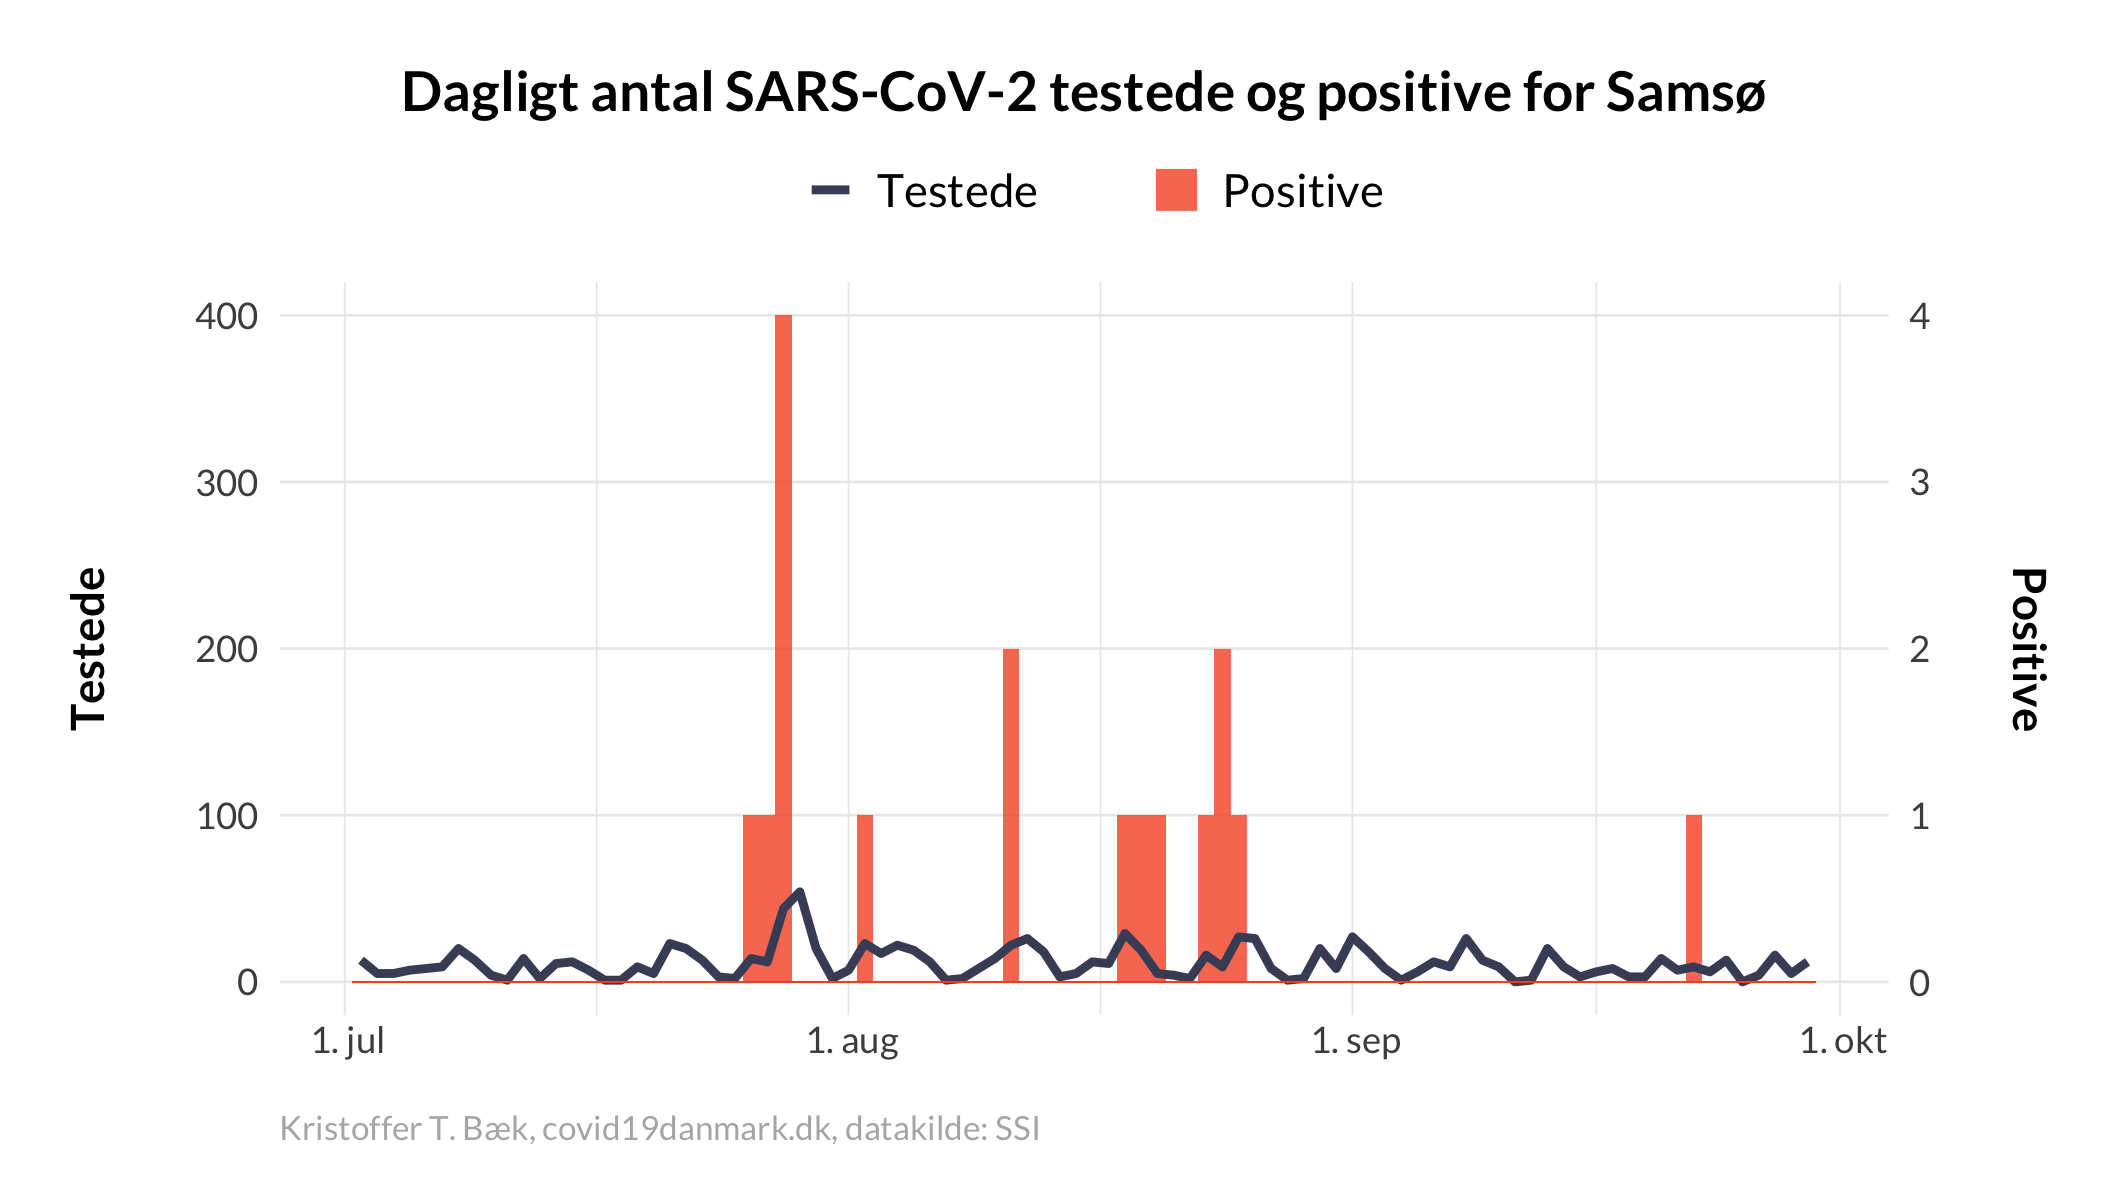 Dagligt antal SARS-CoV-2 testede og positive for Samsø
Testede
Positive
400
300
200
100
0
4
3
2
1
0
Testede
Positive
1. jul
1. aug
1. sep
1. okt
Kristoffer T. Bæk, covid19danmark.dk, datakilde: SSI